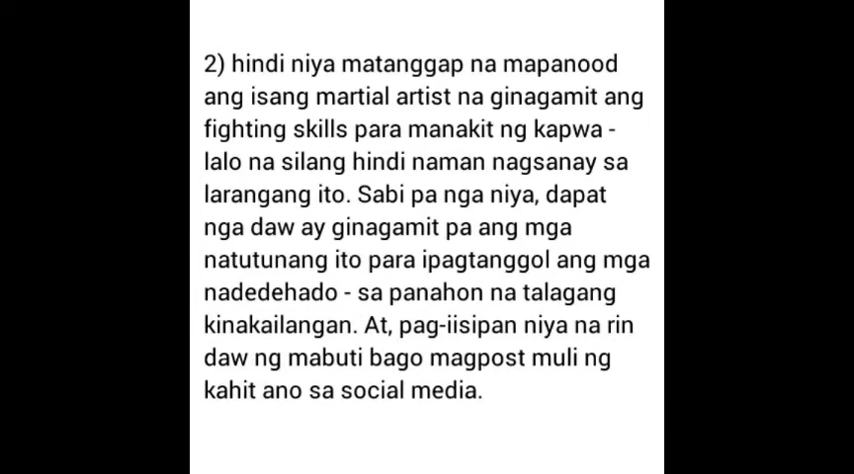 2) hindi niya matanggap na mapanood
ang isang martial artist na ginagamit ang
fighting skills para manakit ng kapwa -
lalo na silang hindi naman nagsanay sa
larangang ito. Sabi pa nga niya, dapat
nga daw ay ginagamit pa ang mga
natutunang ito para ipagtanggol ang mga
nadedehado - sa panahon na talagang
kinakailangan. At, pag-iisipan niya na rin
daw ng mabuti bago magpost muli ng
kahit ano sa social media.